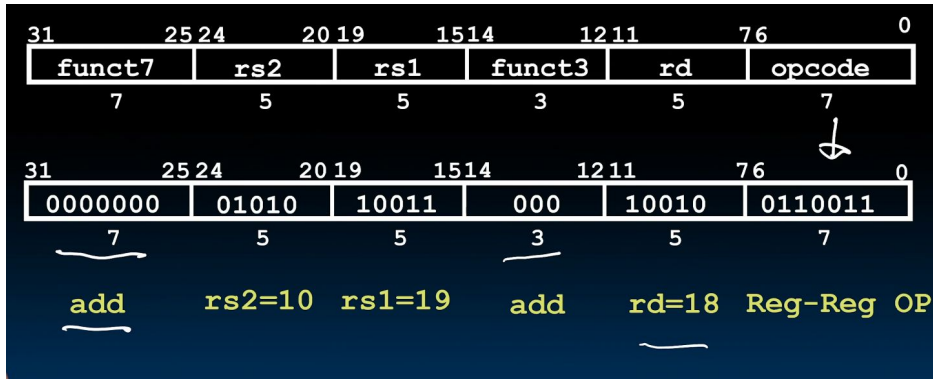 31 25 24 20 19 15 14 12 11 7 6 0
funct7 rs2 rs1 funct3 rd opcode
7 5 5 3 5 7
31 25 24 20 19 15 14 12 11 7 6 0
0000000 01010 10011 000 10010 0110011
7 5 5 3 5 7
add rs2=10 rs1=19 add rd=18 Reg-Reg OP